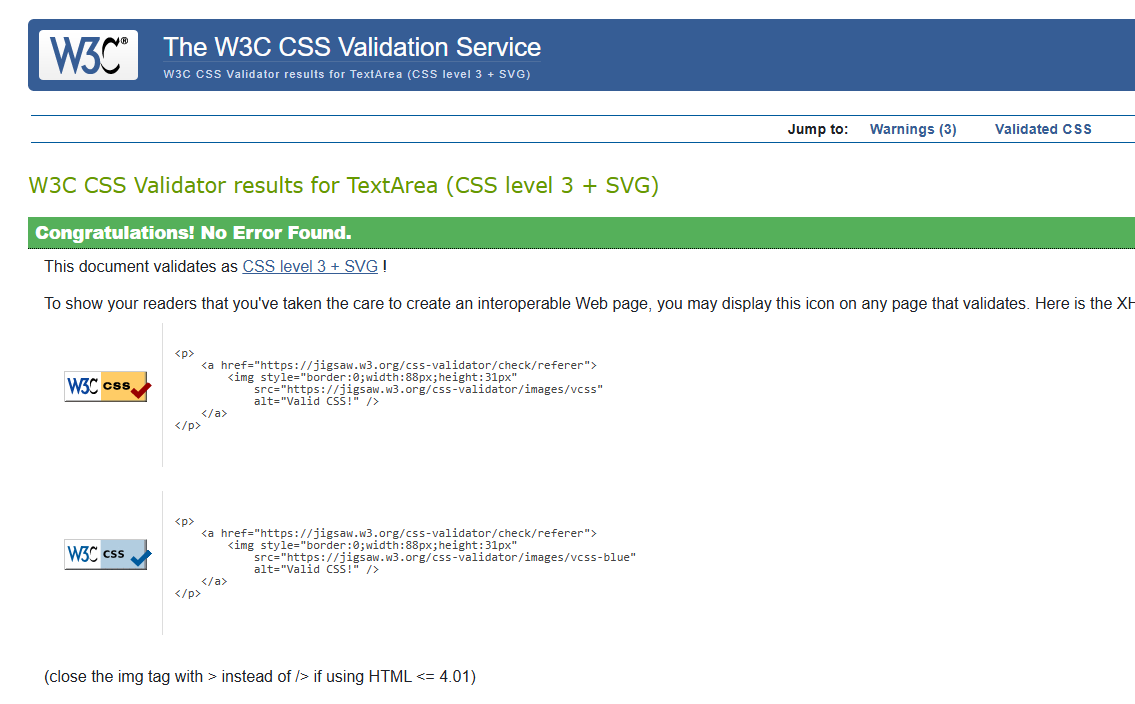 W3C®
The W3C CSS Validation Service
W3C CSS Validator results for TextArea (CSS level 3 + SVG)
Jump to: Warnings (3) Validated CSS
W3C CSS Validator results for TextArea (CSS level 3 + SVG)
Congratulations! No Error Found.
This document validates as CSS level 3 + SVG !
To show your readers that you've taken the care to create an interoperable Web page, you may display this icon on any page that validates. Here is the XH
W3C css
<p>
<a href="https://jigsaw.w3.org/css-validator/check/referer">
<img style="border:0;width:88px;height:31px"
src="https://jigsaw.w3.org/css-validator/images/vcss"
alt="Valid CSS!" />
</a>
</p>
W3C css
<p>
<a href="https://jigsaw.w3.org/css-validator/check/referer">
<img style="border:0;width:88px;height:31px"
src="https://jigsaw.w3.org/css-validator/images/vcss-blue"
alt="Valid CSS!" />
</a>
</p>
(close the img tag with > instead of /> if using HTML <= 4.01)